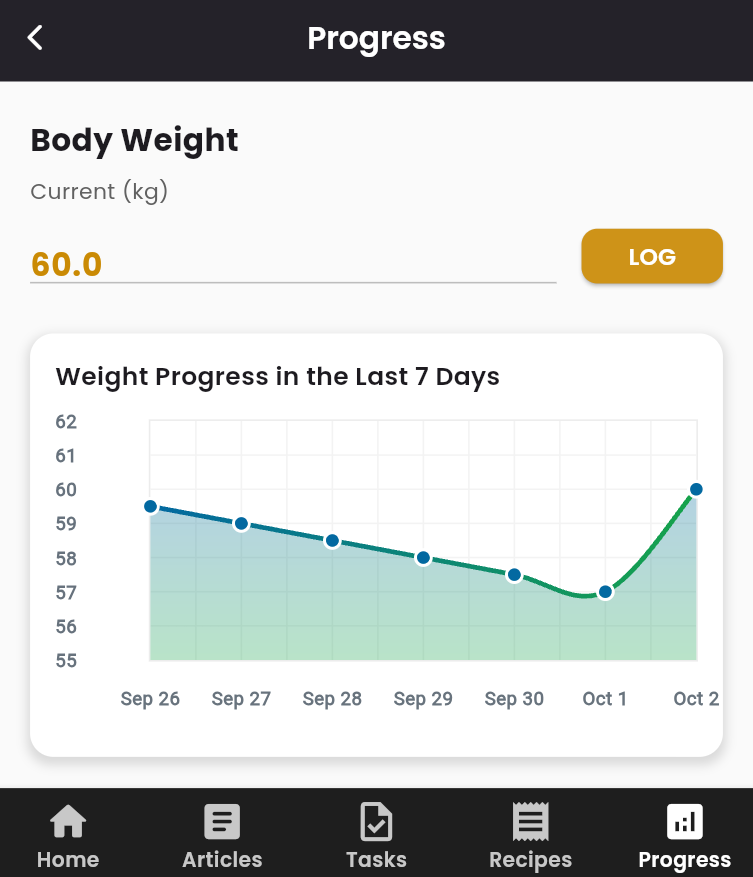 Progress
Body Weight
Current (kg)
60.0
LOG
Weight Progress in the Last 7 Days
62
61
60
59
58
57
56
55
Sep 26 Sep 27 Sep 28 Sep 29 Sep 30 Oct 1 Oct 2
Home Articles Tasks Recipes Progress